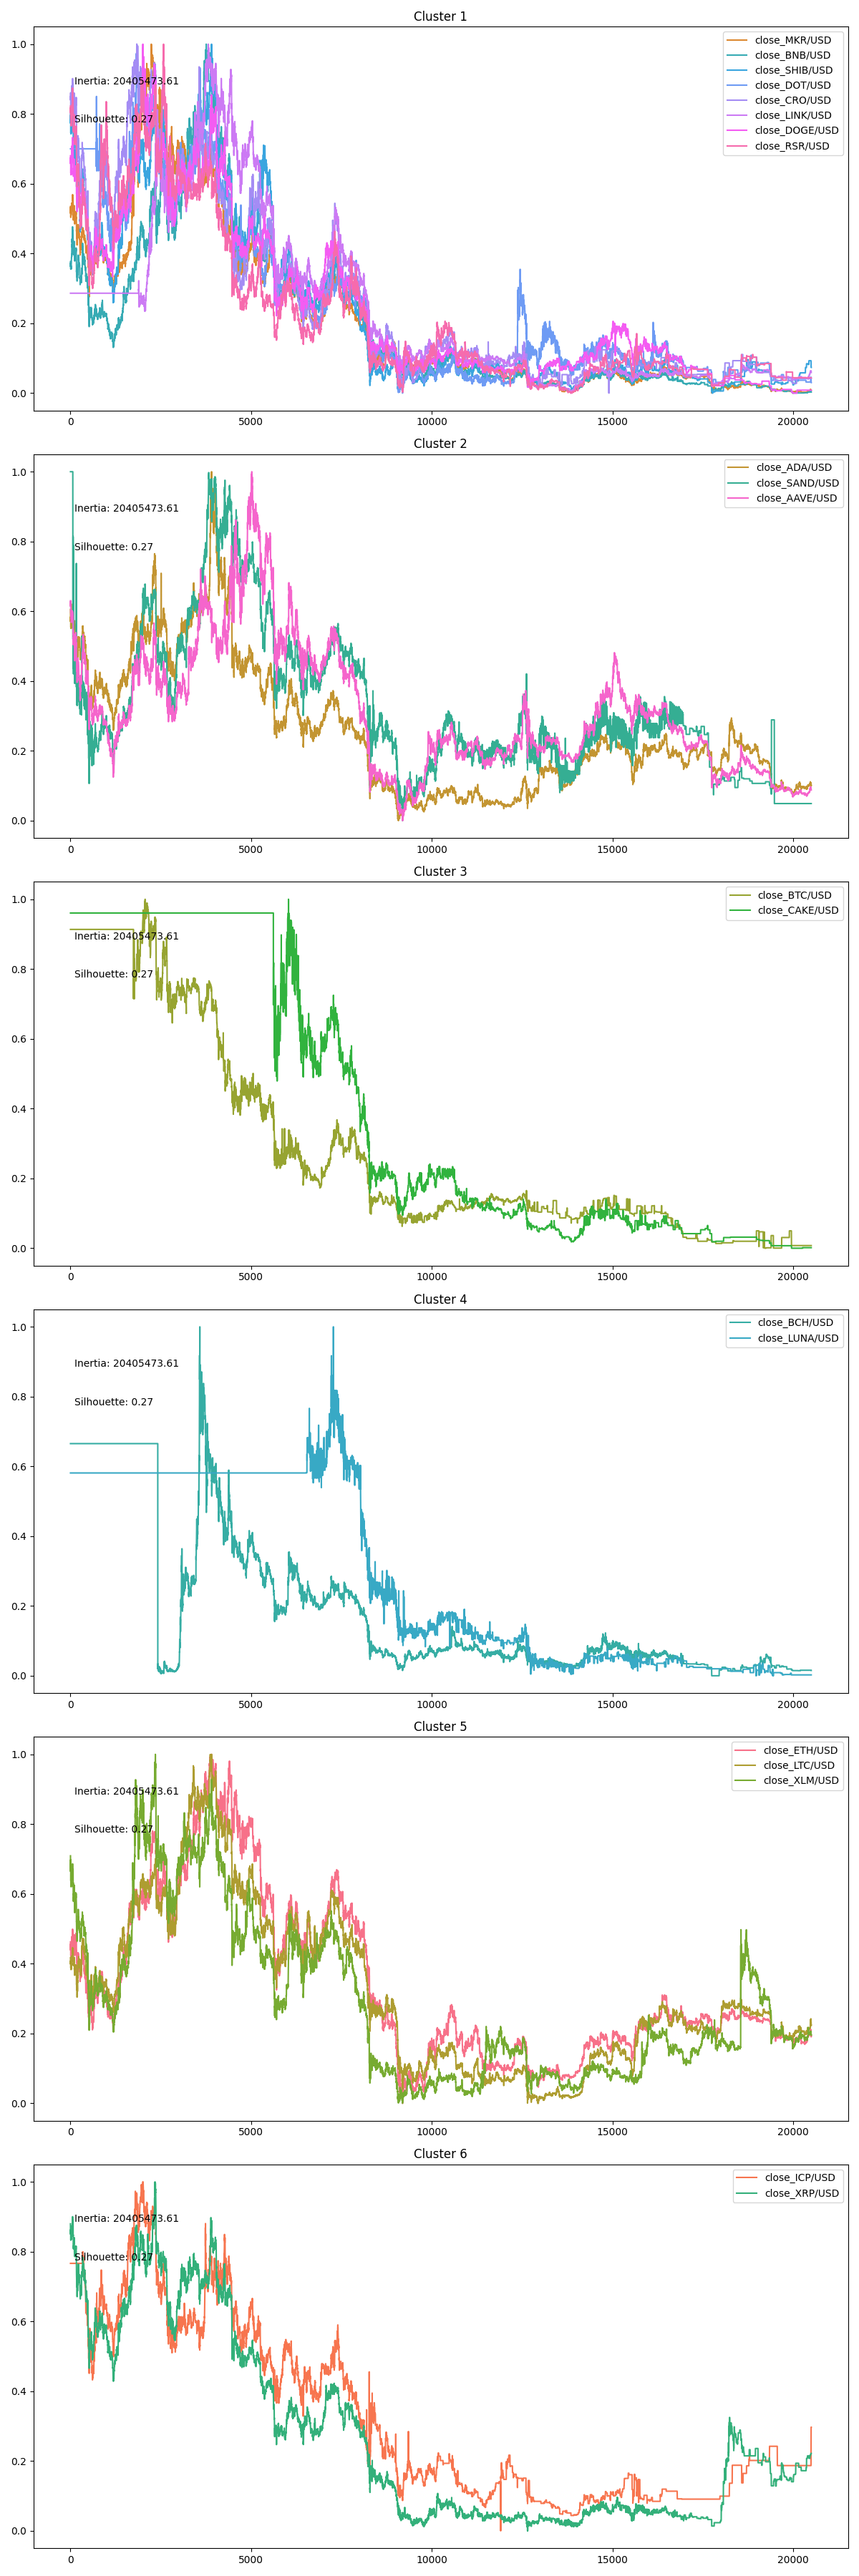 Cluster 1
1.0
0.8
0.6
0.4
0.2
0.0
Inertia: 20405473.61
Silhouette: 0.27
close_MKR/USD
close_BNB/USD
close_SHIB/USD
close_DOT/USD
close_CRO/USD
close_LINK/USD
close_DOGE/USD
close_RSR/USD
0 5000 10000 15000 20000
Cluster 2
1.0
0.8
0.6
0.4
0.2
0.0
Inertia: 20405473.61
Silhouette: 0.27
close_ADA/USD
close_SAND/USD
close_AAVE/USD
0 5000 10000 15000 20000
Cluster 3
1.0
0.8
0.6
0.4
0.2
0.0
Inertia: 20405473.61
Silhouette: 0.27
close_BTC/USD
close_CAKE/USD
0 5000 10000 15000 20000
Cluster 4
1.0
0.8
0.6
0.4
0.2
0.0
Inertia: 20405473.61
Silhouette: 0.27
close_BCH/USD
close_LUNA/USD
0 5000 10000 15000 20000
Cluster 5
1.0
0.8
0.6
0.4
0.2
0.0
Inertia: 20405473.61
Silhouette: 0.27
close_ETH/USD
close_LTC/USD
close_XLM/USD
0 5000 10000 15000 20000
Cluster 6
1.0
0.8
0.6
0.4
0.2
0.0
Inertia: 20405473.61
Silhouette: 0.27
close_ICP/USD
close_XRP/USD
0 5000 10000 15000 20000